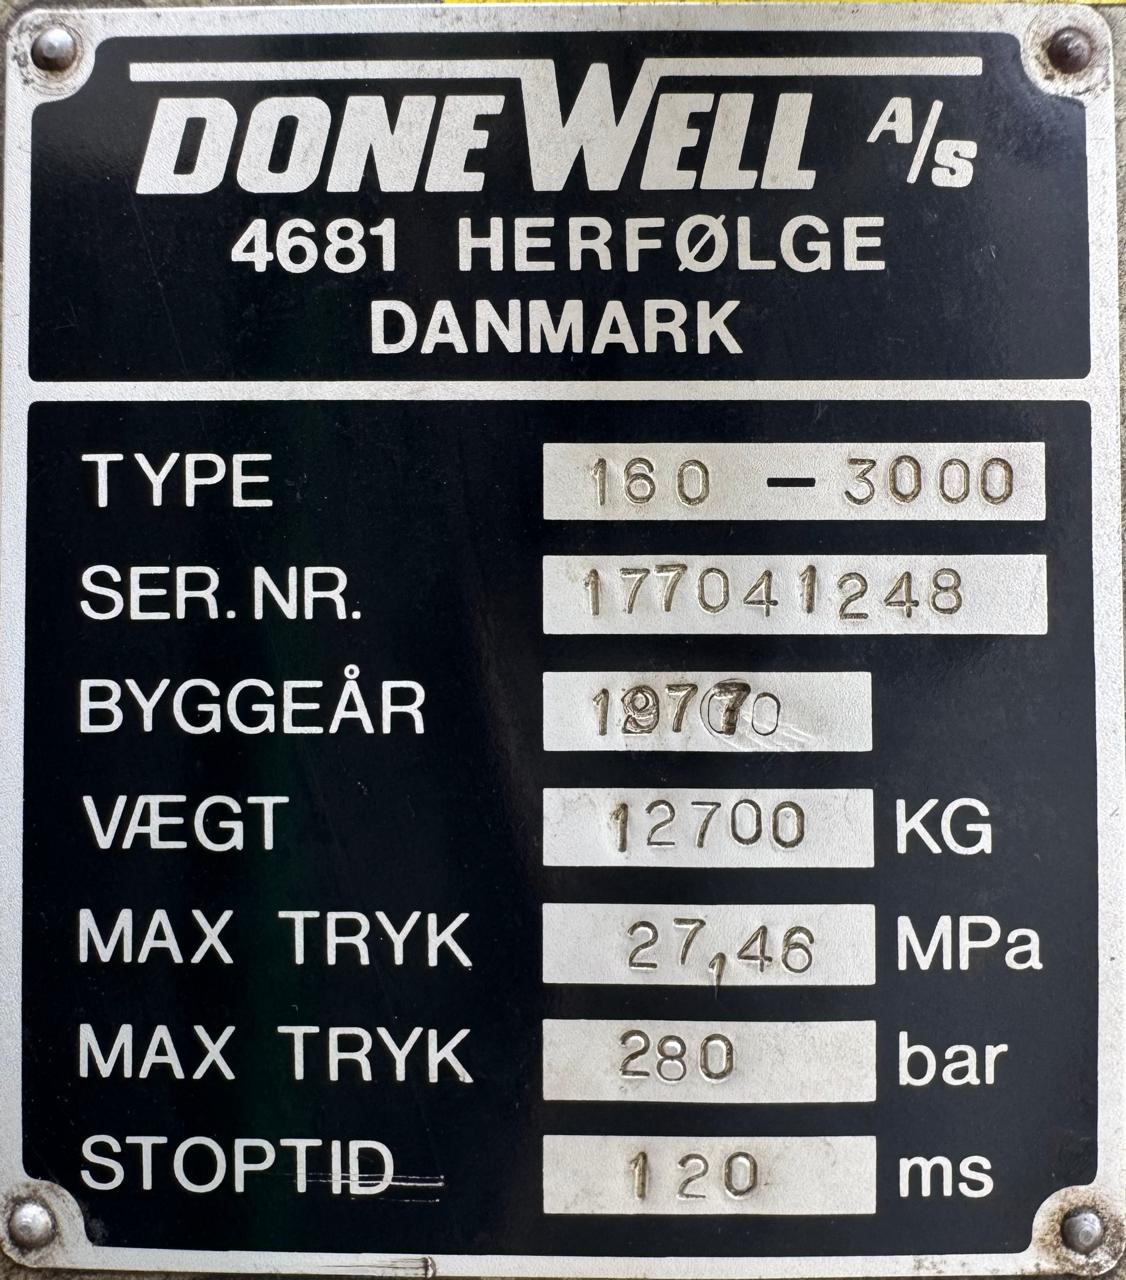 DONEWELL A/S
4681 HERFØLGE
DANMARK
TYPE 160 - 3000
SER. NR. 177041248
BYGGEÅR
VÆGT 12700 KG
MAX TRYK 27,46 MPa
MAX TRYK 280 bar
STOPTID 120 ms